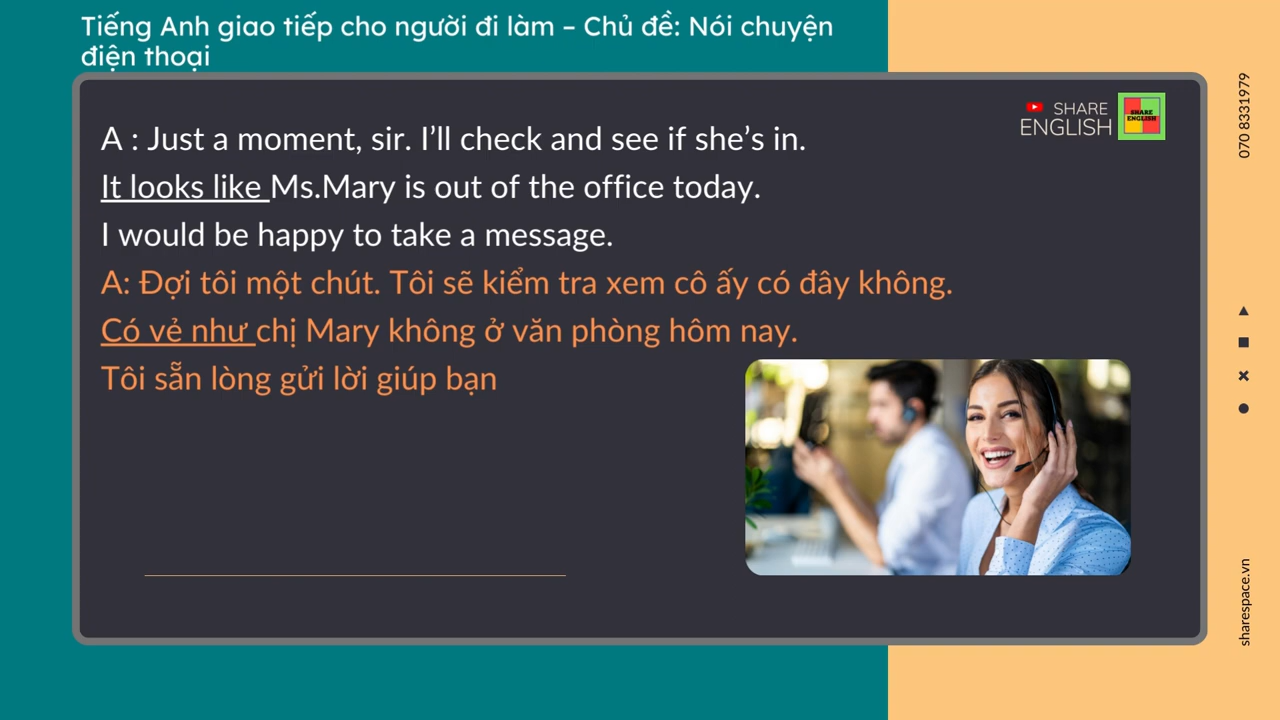 Tiếng Anh giao tiếp cho người đi làm – Chủ đề: Nói chuyện
điện thoại
SHARE
ENGLISH
SHARE
ENGLISH
A : Just a moment, sir. I’ll check and see if she’s in.
It looks like Ms.Mary is out of the office today.
I would be happy to take a message.
A: Đợi tôi một chút. Tôi sẽ kiểm tra xem cô ấy có đây không.
Có vẻ như chị Mary không ở văn phòng hôm nay.
Tôi sẵn lòng gửi lời giúp bạn
070 8331979
sharespace.vn